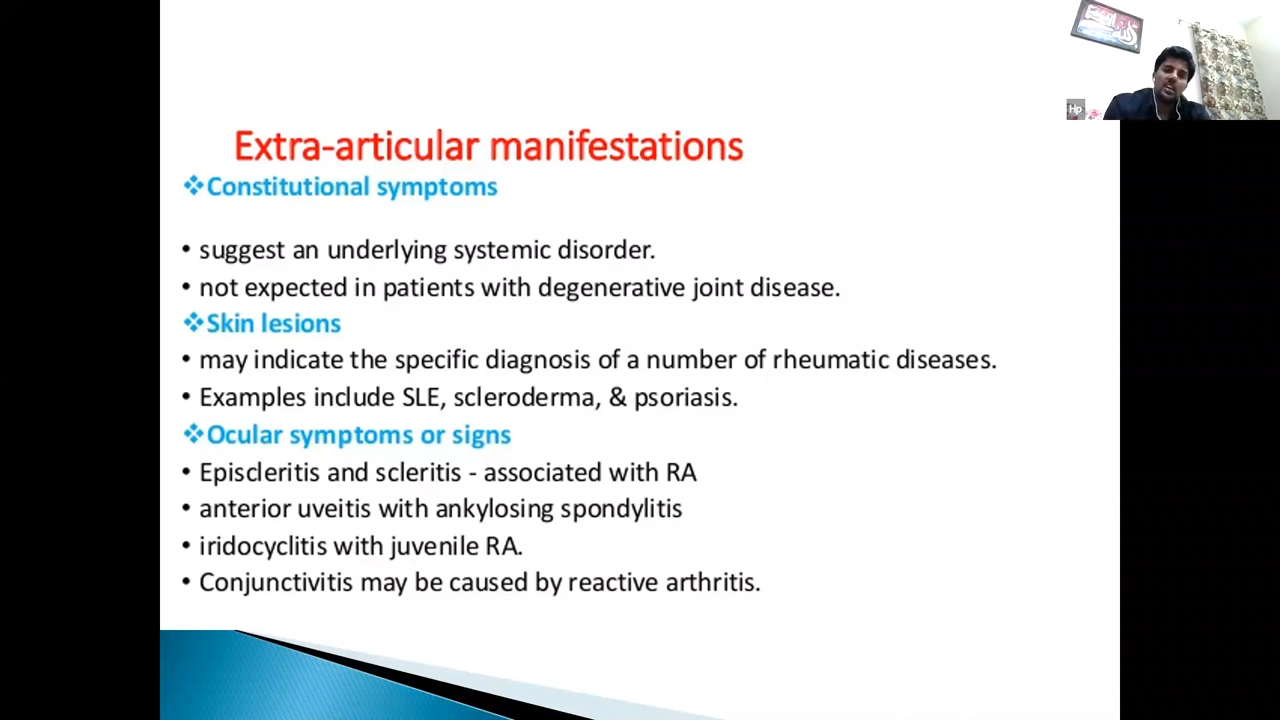 Hp
Extra-articular manifestations
❖Constitutional symptoms
• suggest an underlying systemic disorder.
• not expected in patients with degenerative joint disease.
❖Skin lesions
• may indicate the specific diagnosis of a number of rheumatic diseases.
• Examples include SLE, scleroderma, & psoriasis.
❖Ocular symptoms or signs
• Episcleritis and scleritis - associated with RA
• anterior uveitis with ankylosing spondylitis
• iridocyclitis with juvenile RA.
• Conjunctivitis may be caused by reactive arthritis.